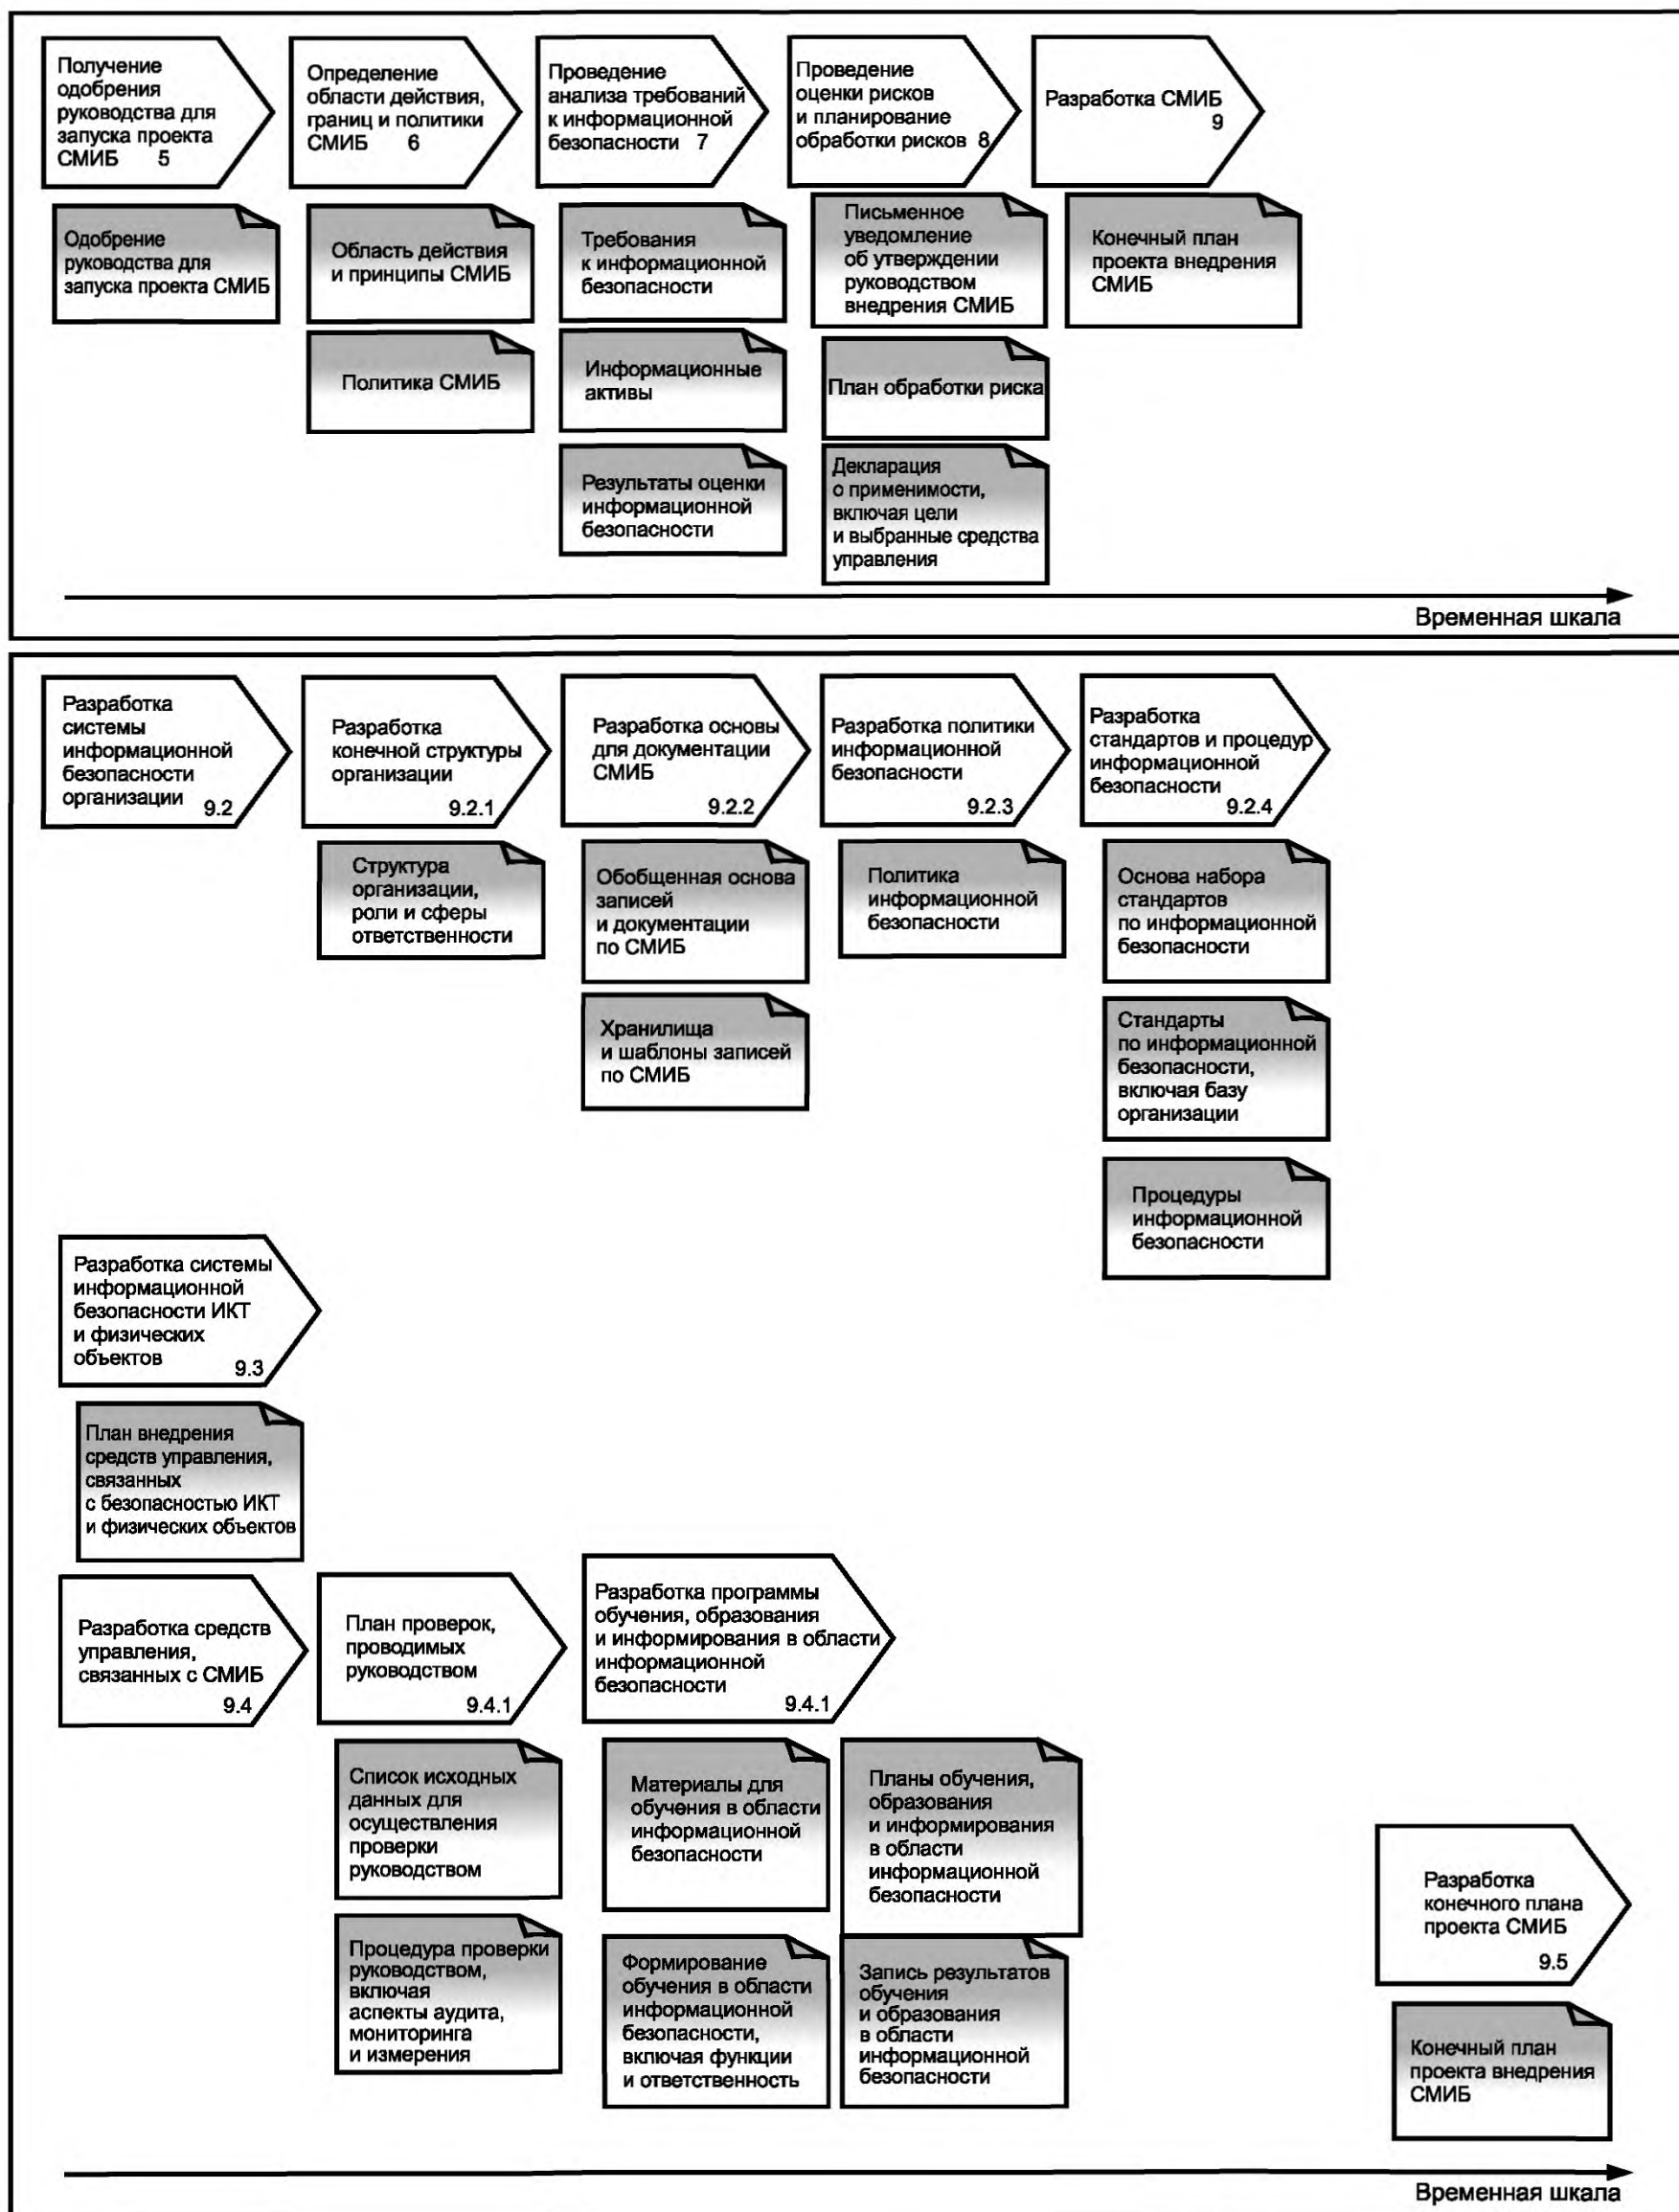 Получение
одобрения
руководства для
запуска проекта
СМИБ 5
Определение
области действия,
границ и политики
СМИБ 6
Проведение
анализа требований
к информационной
безопасности 7
Проведение
оценки рисков
и планирование
обработки рисков 8
Разработка СМИБ
9
Одобрение
руководства для
запуска проекта СМИБ
Область действия
и принципы СМИБ
Политика СМИБ
Требования
к информационной
безопасности
Информационные
активы
Результаты оценки
информационной
безопасности
Письменное
уведомление
об утверждении
руководством
внедрения СМИБ
План обработки риска
Декларация
о применимости,
включая цели
и выбранные средства
управления
Конечный план
проекта внедрения
СМИБ
Временная шкала
Разработка
системы
информационной
безопасности
организации 9.2
Разработка
конечной структуры
организации
9.2.1
Разработка основы
для документации
СМИБ
9.2.2
Разработка политики
информационной
безопасности
9.2.3
Разработка
стандартов и процедур
информационной
безопасности
9.2.4
Структура
организации,
роли и сферы
ответственности
Обобщенная основа
записей
и документации
по СМИБ
Хранилища
и шаблоны записей
по СМИБ
Политика
информационной
безопасности
Основа набора
стандартов
по информационной
безопасности
Стандарты
по информационной
безопасности,
включая базу
организации
Процедуры
информационной
безопасности
Разработка системы
информационной
безопасности ИКТ
и физических
объектов
9.3
План внедрения
средств управления,
связанных
с безопасностью ИКТ
и физических объектов
Разработка средств
управления,
связанных с СМИБ
9.4
План проверок,
проводимых
руководством
9.4.1
Разработка программы
обучения, образования
и информирования в области
информационной
безопасности
9.4.1
Список исходных
данных для
осуществления
проверки
руководством
Процедура проверки
руководством,
включая
аспекты аудита,
мониторинга
и измерения
Материалы для
обучения в области
информационной
безопасности
Формирование
обучения в области
информационной
безопасности,
включая функции
и ответственность
Планы обучения,
образования
и информирования
в области
информационной
безопасности
Запись результатов
обучения
и образования
в области
информационной
безопасности
Разработка
конечного плана
проекта СМИБ
9.5
Конечный план
проекта внедрения
СМИБ
Временная шкала